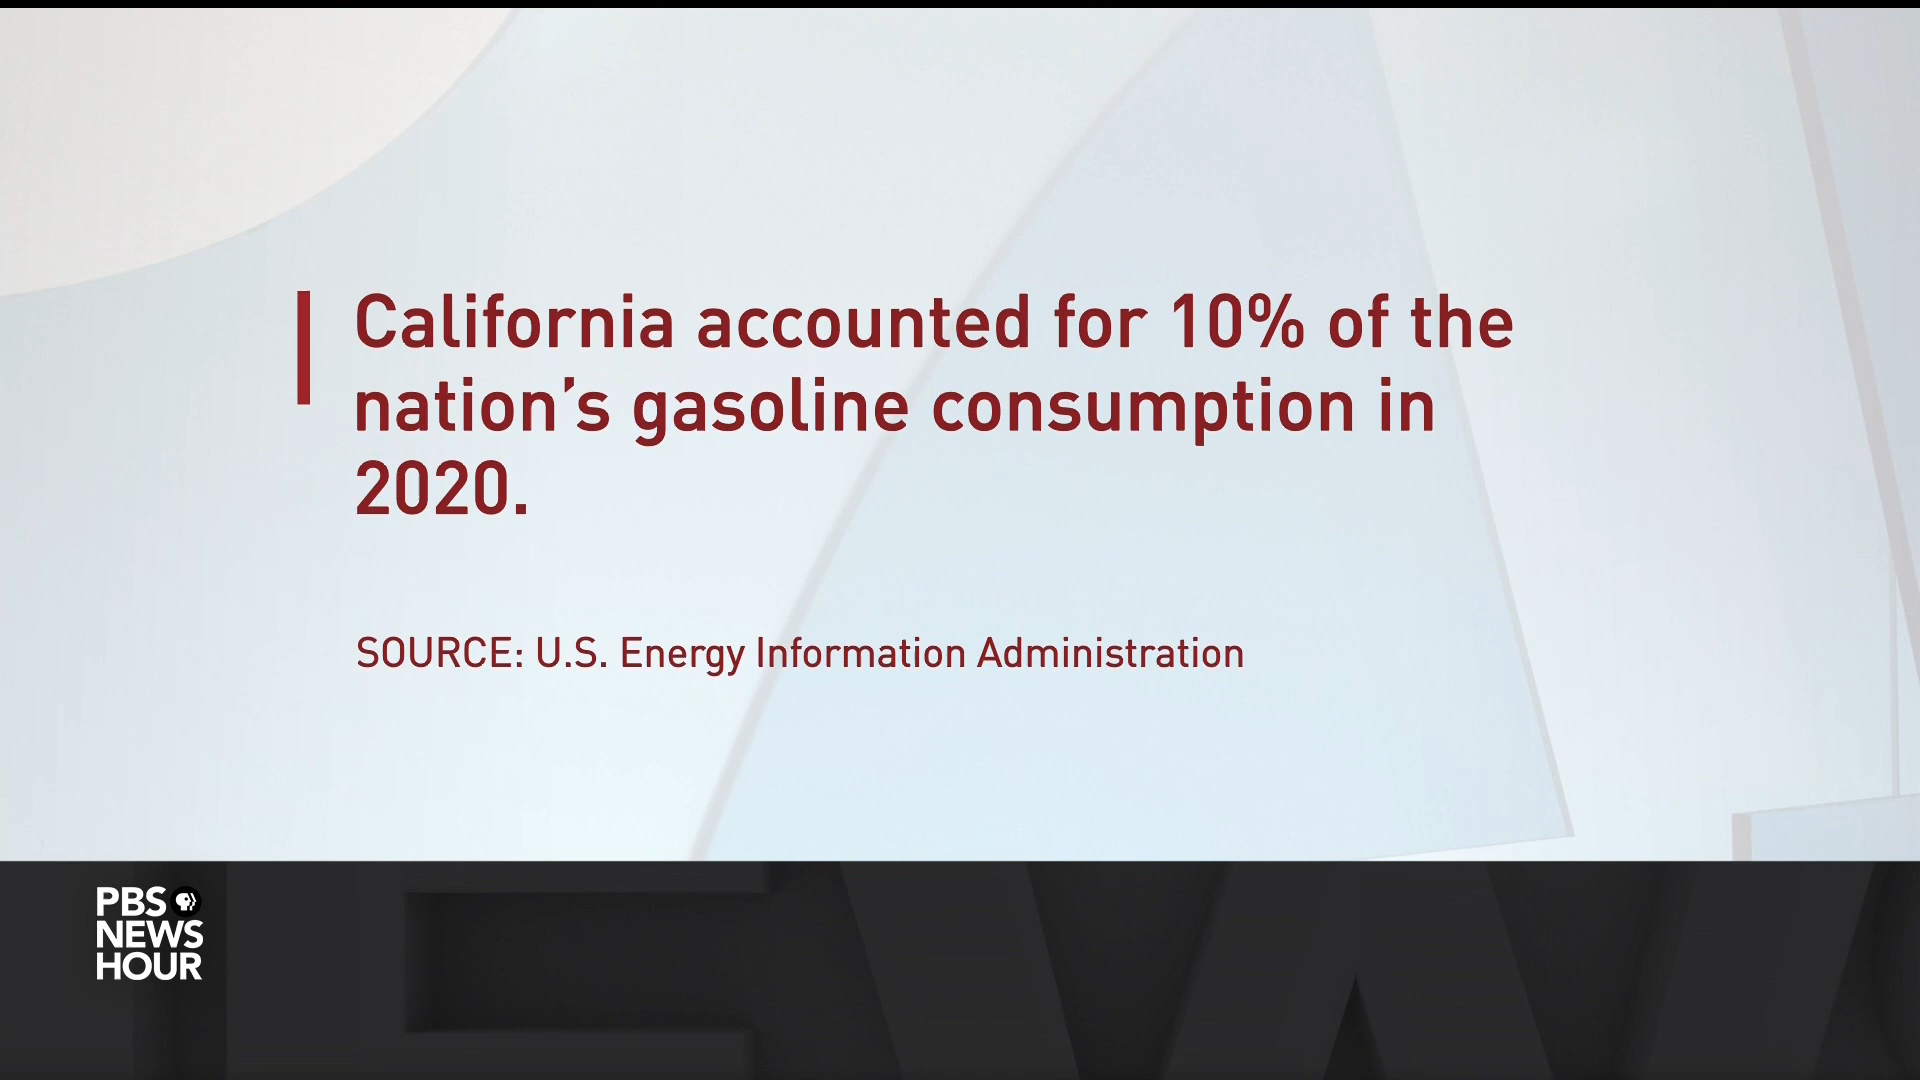 California accounted for 10% of the
nation’s gasoline consumption in
2020.
SOURCE: U.S. Energy Information Administration
PBS
NEWS
HOUR